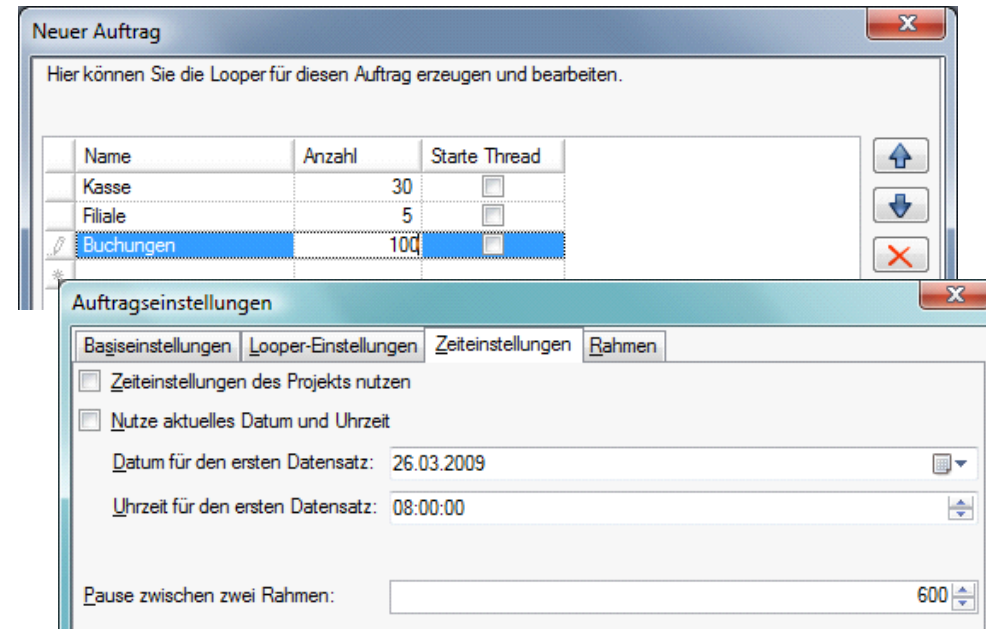 Neuer Auftrag
Hier können Sie die Looper für diesen Auftrag erzeugen und bearbeiten.
Name Anzahl Starte Thread
Kasse 30
Filiale 5
Buchungen 100
Auftragseinstellungen
Basiseinstellungen Looper-Einstellungen Zeiteinstellungen Rahmen
Zeiteinstellungen des Projekts nutzen
Nutze aktuelles Datum und Uhrzeit
Datum für den ersten Datensatz: 26.03.2009
Uhrzeit für den ersten Datensatz: 08:00:00
Pause zwischen zwei Rahmen: 600